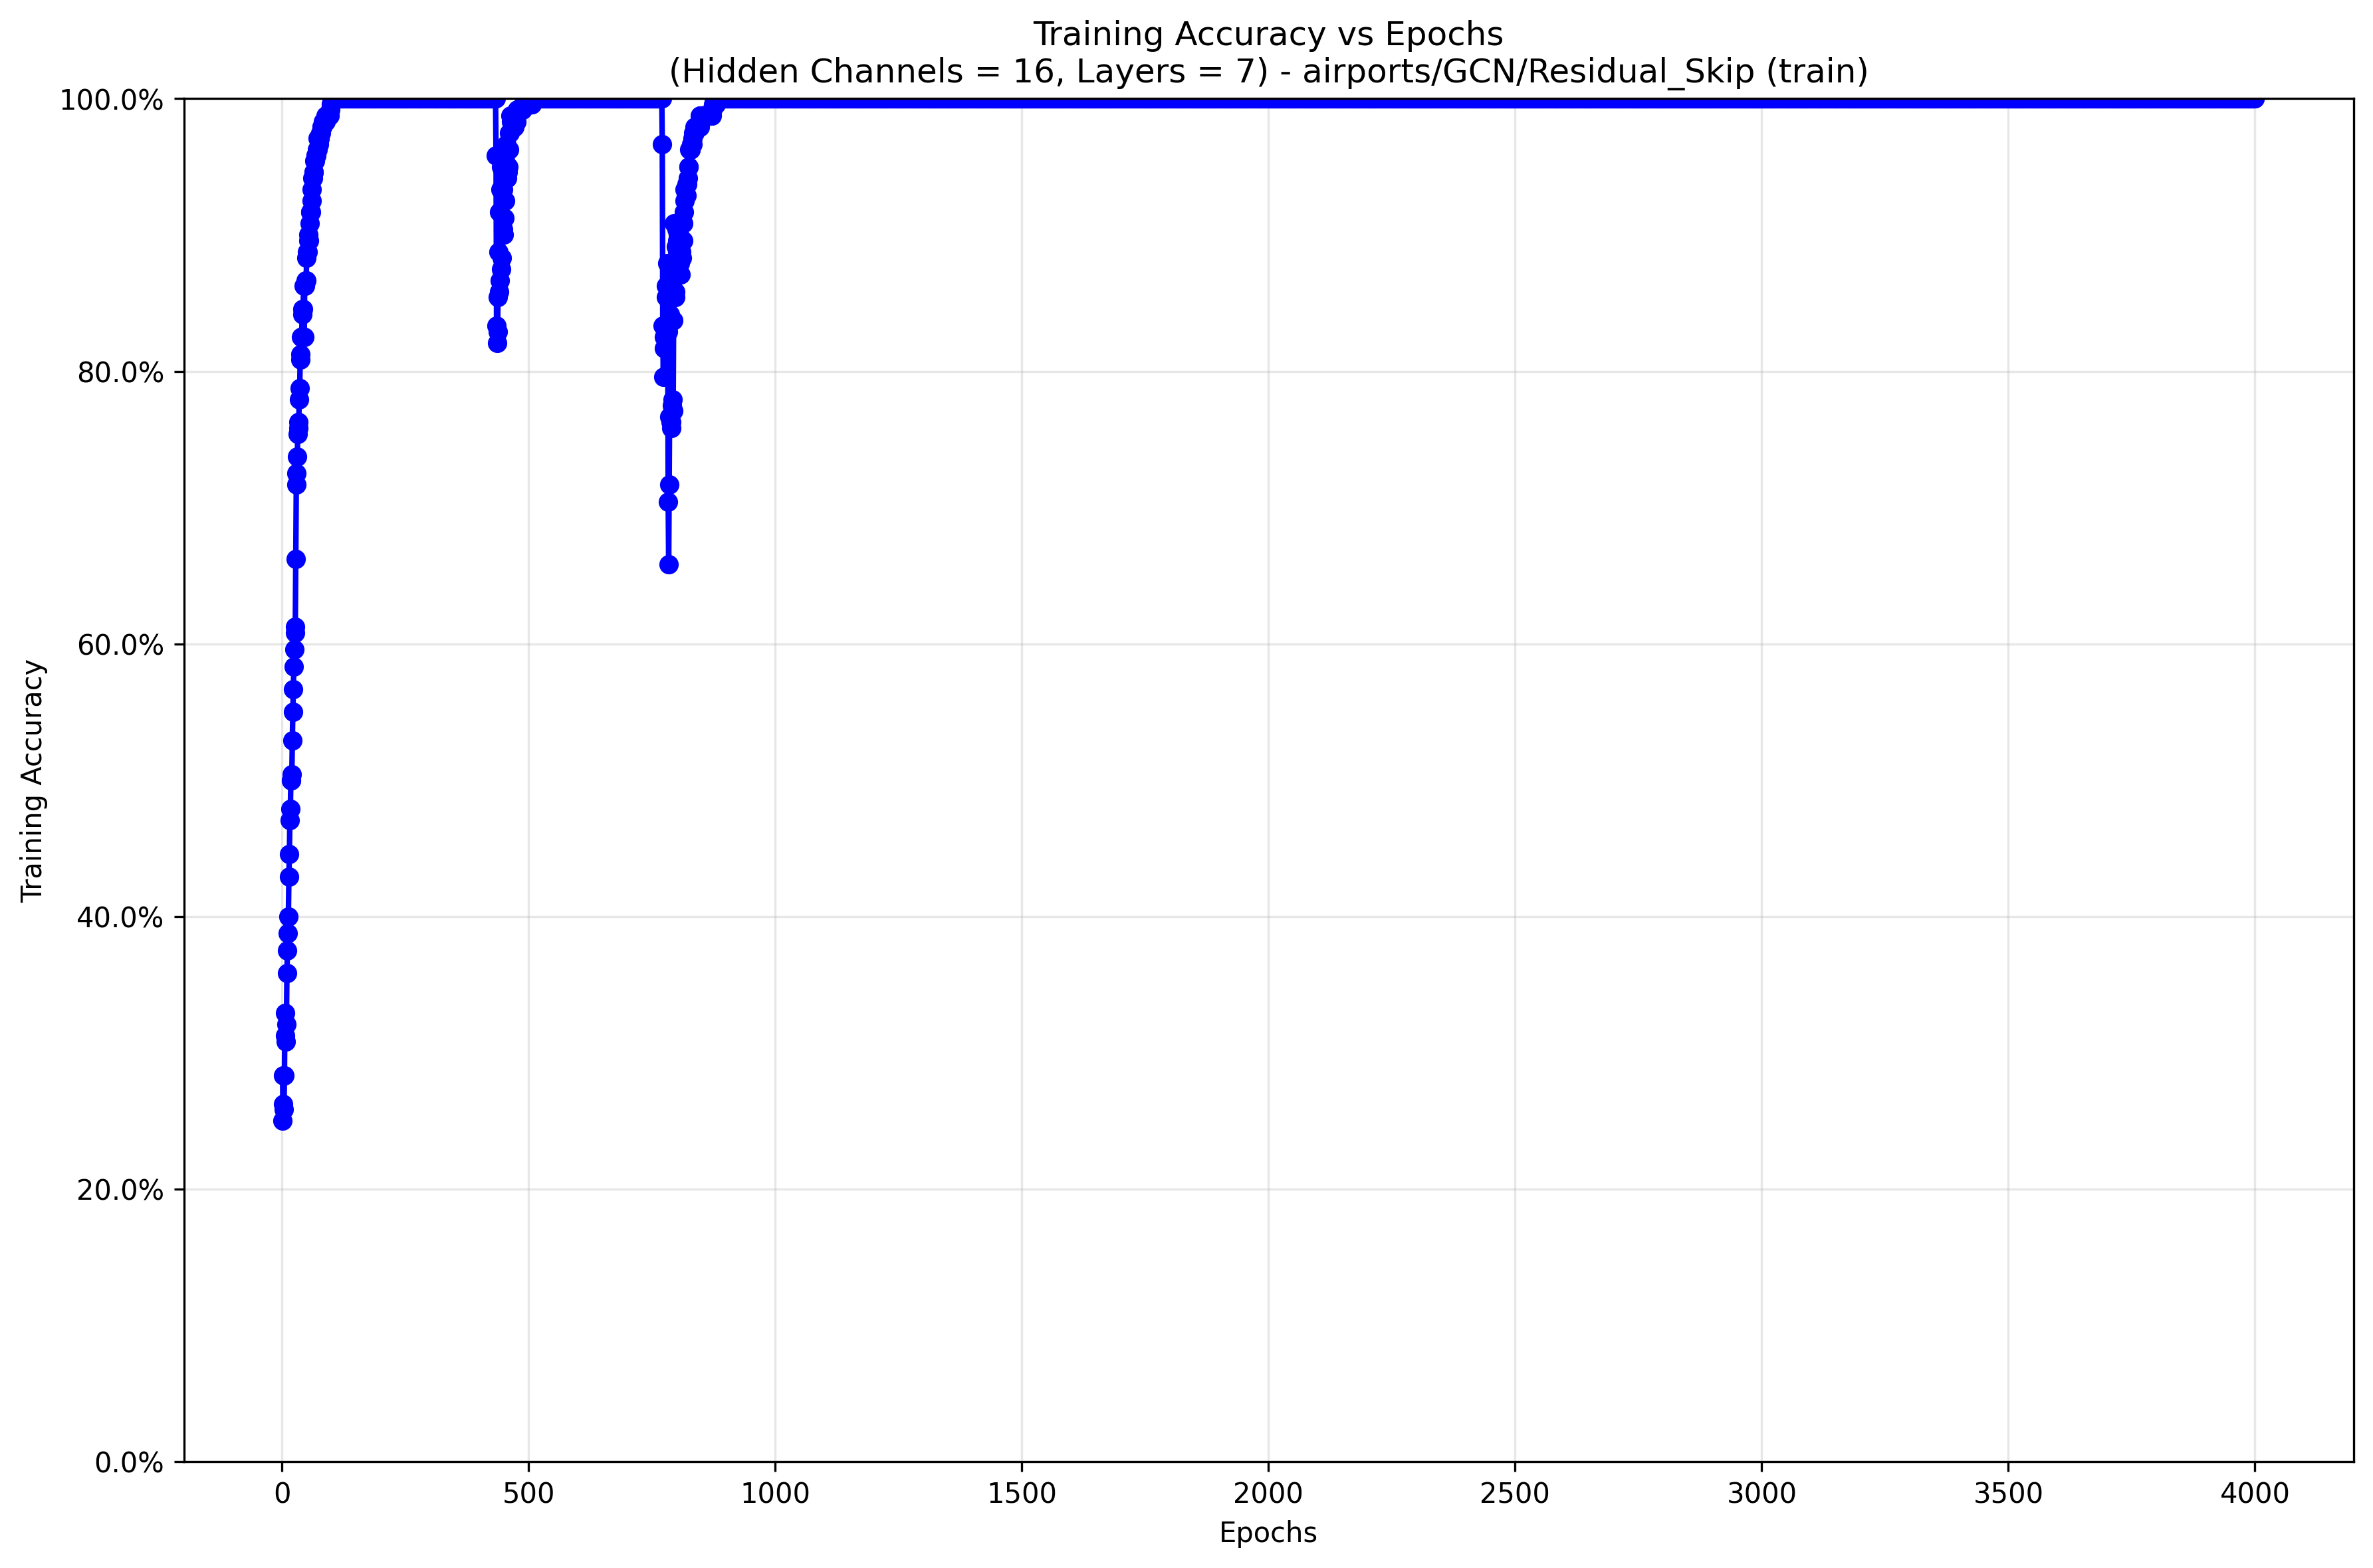 Training Accuracy vs Epochs
(Hidden Channels = 16, Layers = 7) - airports/GCN/Residual_Skip (train)
100.0%
80.0%
60.0%
40.0%
20.0%
0.0%
Training Accuracy
0 500 1000 1500 2000 2500 3000 3500 4000
Epochs